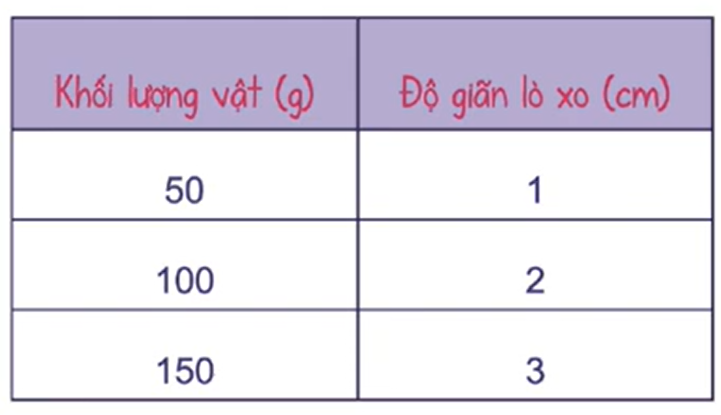 Khối lượng vật (g) Độ giãn lò xo (cm)
50 1
100 2
150 3